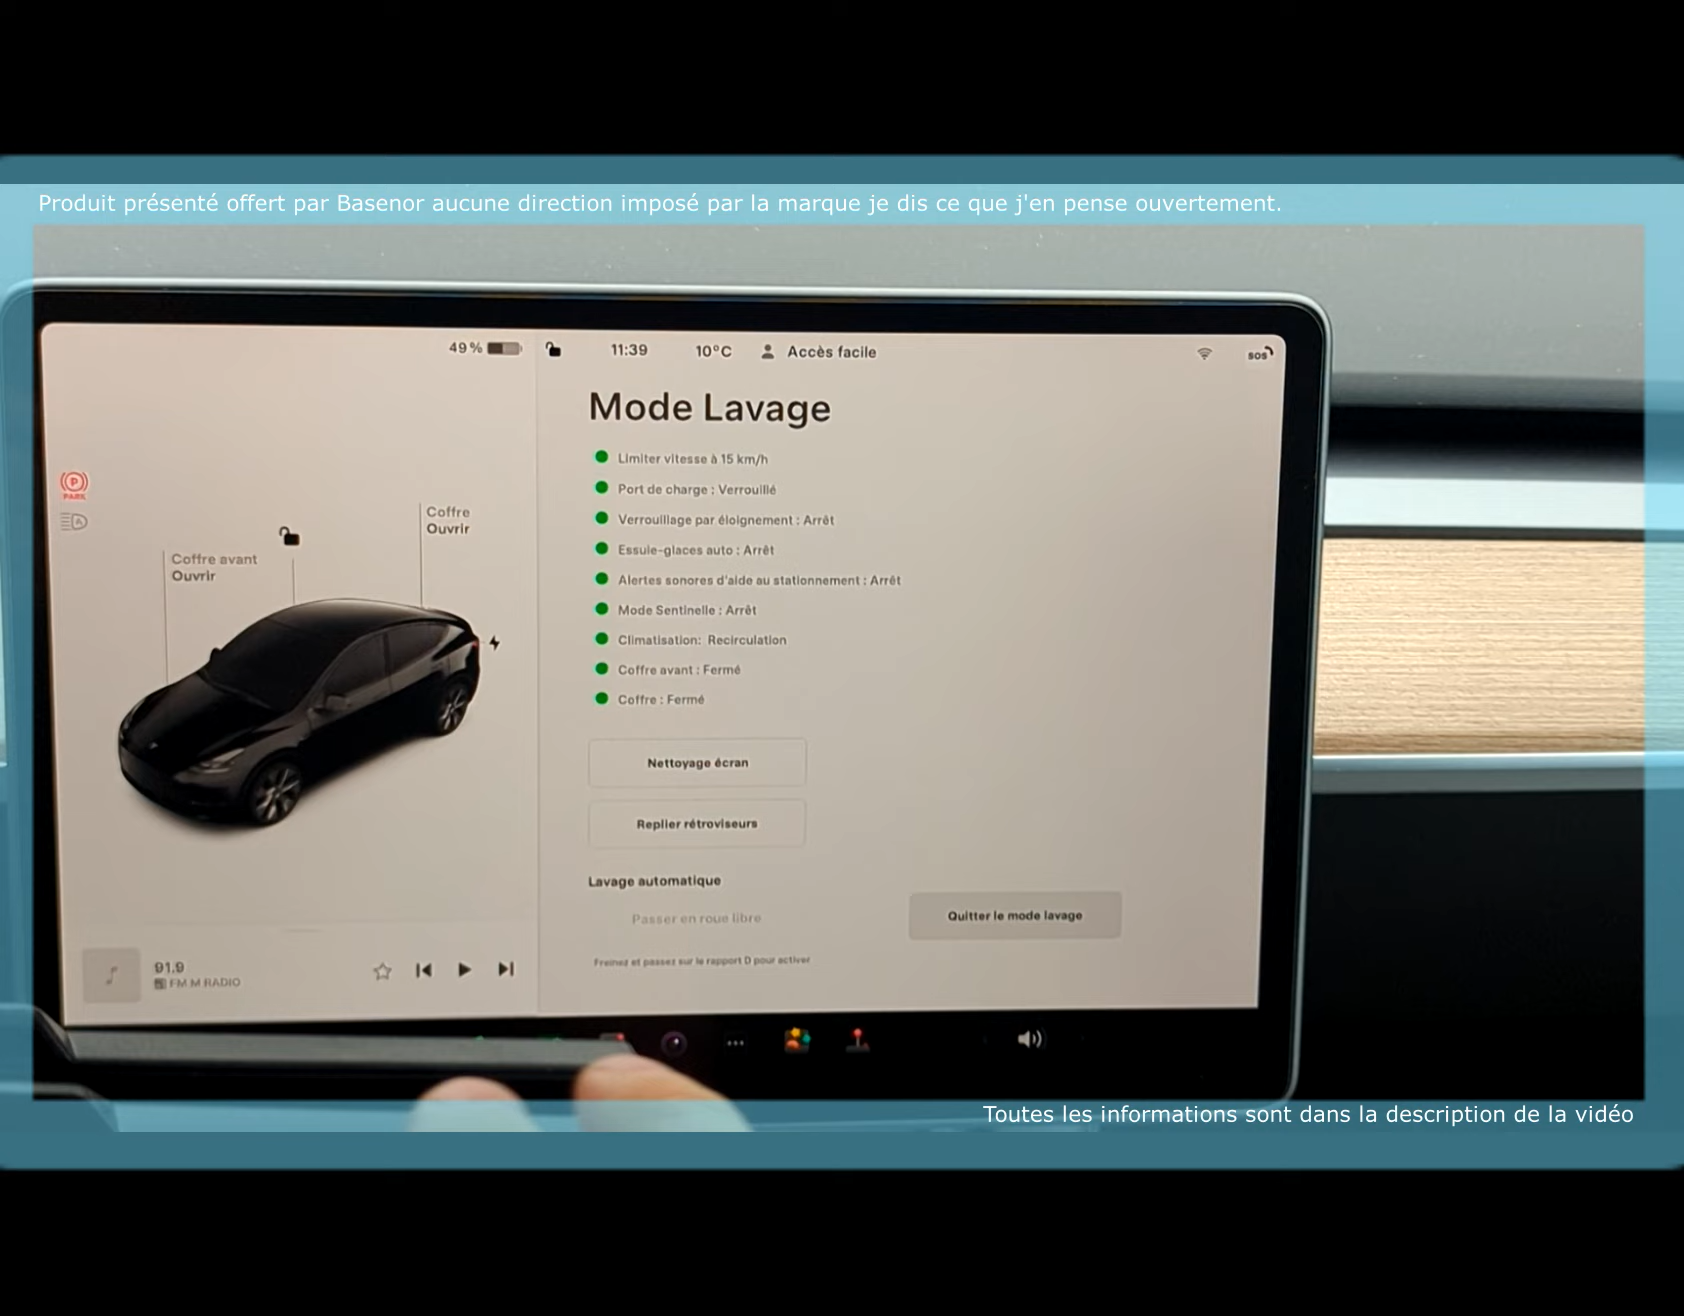 Produit présenté offert par Basenor aucune direction imposé par la marque je dis ce que j'en pense ouvertement.
49 %
11:39
10°C
Accès facile
SOS
Mode Lavage
Limiter vitesse à 15 km/h
Port de charge : Verrouillé
Verrouillage par éloignement : Arrêt
Essuie-glaces auto : Arrêt
Alertes sonores d'aide au stationnement : Arrêt
Mode Sentinelle : Arrêt
Climatisation: Recirculation
Coffre avant : Fermé
Coffre : Fermé
Nettoyage écran
Replier rétroviseurs
Lavage automatique
Passer en roue libre
Quitter le mode lavage
Freinez et passez sur le rapport D pour activer
P
PARK
A
Coffre
Ouvrir
Coffre avant
Ouvrir
91.9
FM M RADIO
Toutes les informations sont dans la description de la vidéo